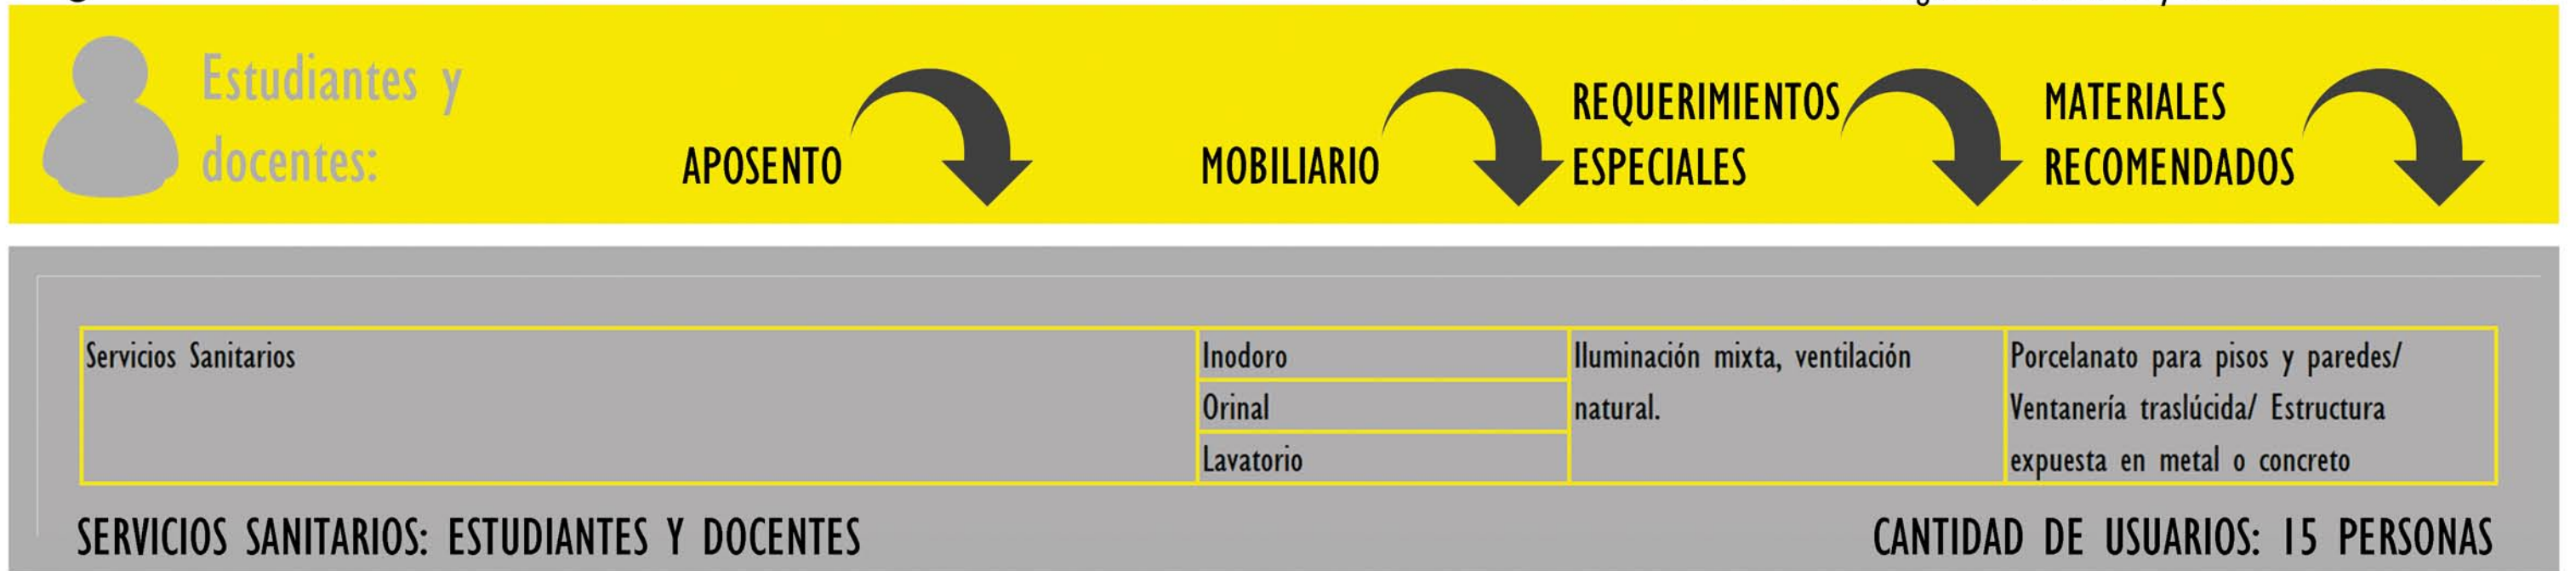 Estudiantes y
docentes:
APOSENTO
MOBILIARIO
REQUERIMIENTOS
ESPECIALES
MATERIALES
RECOMENDADOS
Servicios Sanitarios
Inodoro
Orinal
Lavatorio
Iluminación mixta, ventilación
natural.
Porcelanato para pisos y paredes/
Ventanería traslúcida/ Estructura
expuesta en metal o concreto
SERVICIOS SANITARIOS: ESTUDIANTES Y DOCENTES
CANTIDAD DE USUARIOS: 15 PERSONAS